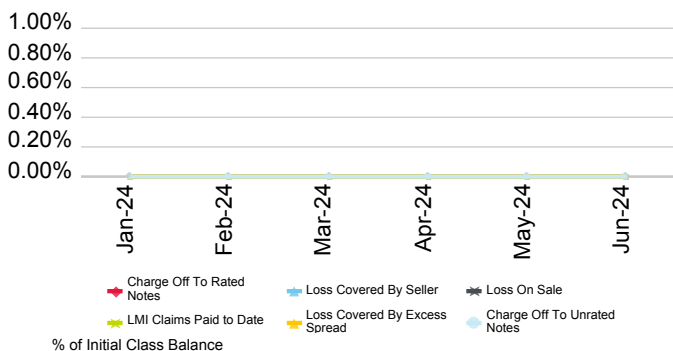 1.00%
0.80%
0.60%
0.40%
0.20%
0.00%
Jan-24
Feb-24
Mar-24
Apr-24
May-24
Jun-24
Charge Off To Rated
Notes
Loss Covered By Seller
Loss On Sale
LMI Claims Paid to Date
Loss Covered By Excess
Spread
Charge Off To Unrated
Notes
% of Initial Class Balance